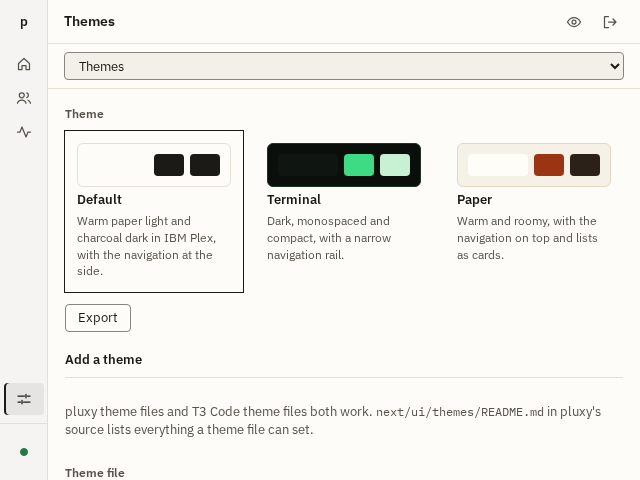 p
Themes
Themes
Theme
Default
Warm paper light and
charcoal dark in IBM Plex,
with the navigation at the
side.
Terminal
Dark, monospaced and
compact, with a narrow
navigation rail.
Paper
Warm and roomy, with the
navigation on top and lists
as cards.
Export
Add a theme
pluxy theme files and T3 Code theme files both work. next/ui/themes/README.md in pluxy's
source lists everything a theme file can set.
Theme file